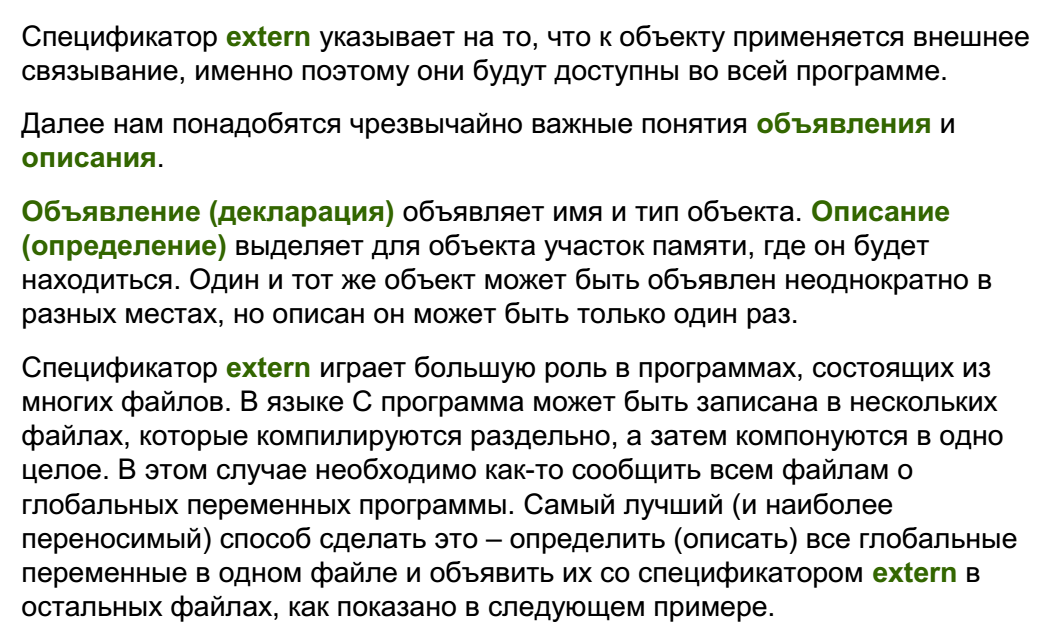 Спецификатор extern указывает на то, что к объекту применяется внешнее
связывание, именно поэтому они будут доступны во всей программе.
Далее нам понадобятся чрезвычайно важные понятия объявления и
описания.
Объявление (декларация) объявляет имя и тип объекта. Описание
(определение) выделяет для объекта участок памяти, где он будет
находиться. Один и тот же объект может быть объявлен неоднократно в
разных местах, но описан он может быть только один раз.
Спецификатор extern играет большую роль в программах, состоящих из
многих файлов. В языке С программа может быть записана в нескольких
файлах, которые компилируются раздельно, а затем компонуются в одно
целое. В этом случае необходимо как-то сообщить всем файлам о
глобальных переменных программы. Самый лучший (и наиболее
переносимый) способ сделать это – определить (описать) все глобальные
переменные в одном файле и объявить их со спецификатором extern в
остальных файлах, как показано в следующем примере.